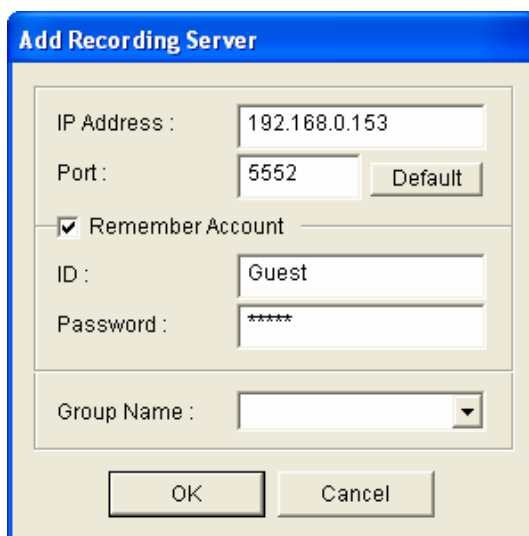 Add Recording Server
IP Address : 192.168.0.153
Port : 5552 Default
Remember Account
ID : Guest
Password : *****
Group Name :
OK Cancel